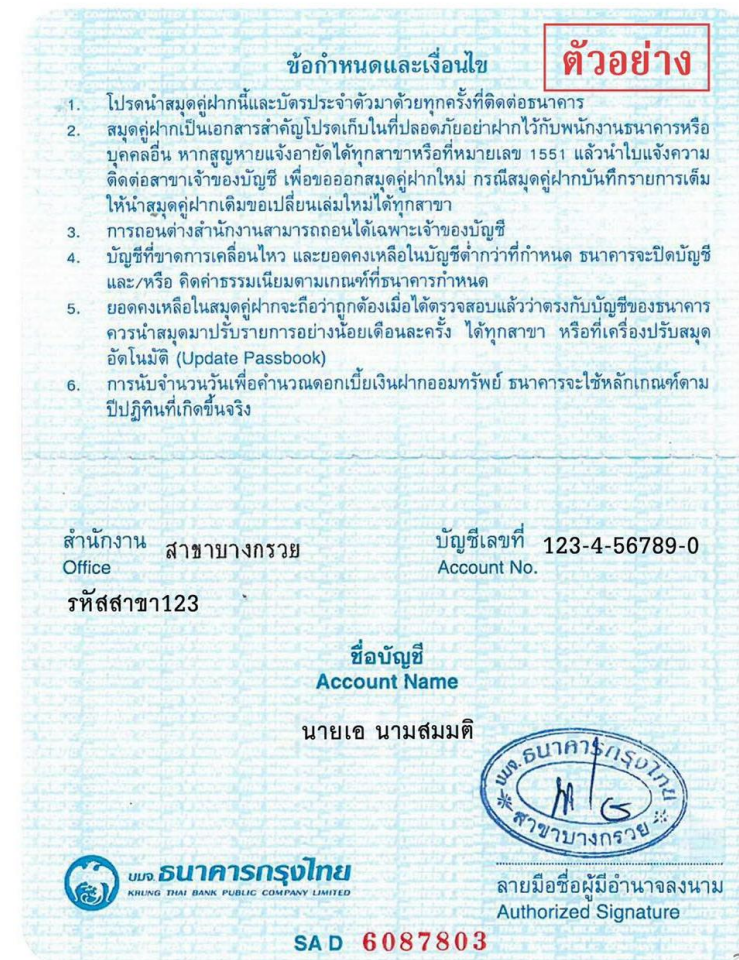 ตัวอย่าง
ข้อกำหนดและเงื่อนไข
1. โปรดนำสมุดคู่ฝากนี้และบัตรประจำตัวมาด้วยทุกครั้งที่ติดต่อธนาคาร
2. สมุดคู่ฝากเป็นเอกสารสำคัญโปรดเก็บในที่ปลอดภัยอย่าฝากไว้กับพนักงานธนาคารหรือ
บุคคลอื่น หากสูญหายแจ้งอายัดได้ทุกสาขาหรือที่หมายเลข 1551 แล้วนำใบแจ้งความ
ติดต่อสาขาเจ้าของบัญชี เพื่อขอออกสมุดคู่ฝากใหม่ กรณีสมุดคู่ฝากบันทึกรายการเต็ม
ให้นำสมุดคู่ฝากเดิมขอเปลี่ยนเล่มใหม่ได้ทุกสาขา
3. การถอนต่างสำนักงานสามารถถอนได้เฉพาะเจ้าของบัญชี
4. บัญชีที่ขาดการเคลื่อนไหว และยอดคงเหลือในบัญชีต่ำกว่าที่กำหนด ธนาคารจะปิดบัญชี
และ/หรือ คิดค่าธรรมเนียมตามเกณฑ์ที่ธนาคารกำหนด
5. ยอดคงเหลือในสมุดคู่ฝากจะถือว่าถูกต้องเมื่อได้ตรวจสอบแล้วว่าตรงกับบัญชีของธนาคาร
ควรนำสมุดมาปรับรายการอย่างน้อยเดือนละครั้ง ได้ทุกสาขา หรือที่เครื่องปรับสมุด
อัตโนมัติ (Update Passbook)
6. การนับจำนวนวันเพื่อคำนวณดอกเบี้ยเงินฝากออมทรัพย์ ธนาคารจะใช้หลักเกณฑ์ตาม
ปีปฏิทินที่เกิดขึ้นจริง
สำนักงาน สาขาบางกรวย บัญชีเลขที่ 123-4-56789-0
Office Account No.
รหัสสาขา123
ชื่อบัญชี
Account Name
นายเอ นามสมมติ
บมจ. ธนาคารกรุงไทย
สาขาบางกรวย
บมจ. ธนาคารกรุงไทย
KRUNG THAI BANK PUBLIC COMPANY LIMITED
ลายมือชื่อผู้มีอำนาจลงนาม
Authorized Signature
SA D 6087803